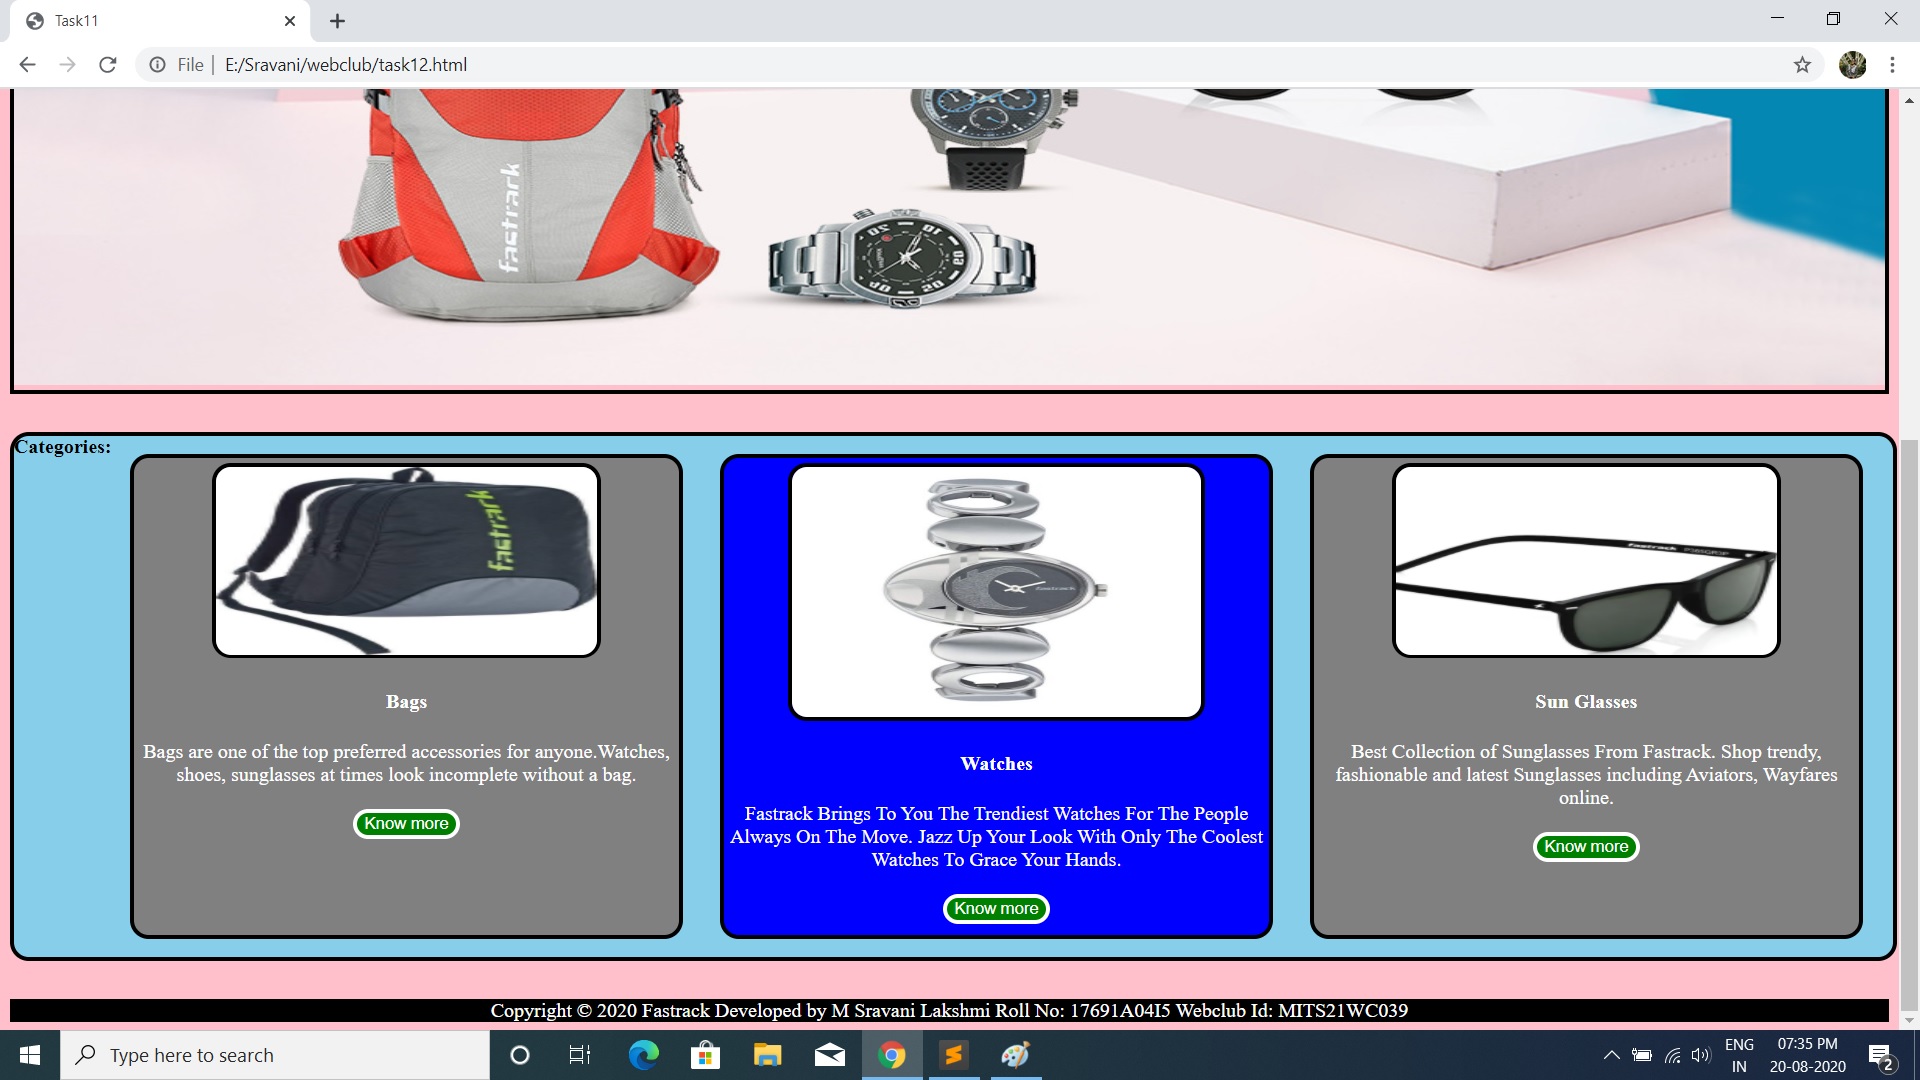 Task11
File
E:/Sravani/webclub/task12.html
fastrack
Categories:
fastrack
fastrack
Bags
Bags are one of the top preferred accessories for anyone.Watches,
shoes, sunglasses at times look incomplete without a bag.
Know more
Watches
Fastrack Brings To You The Trendiest Watches For The People
Always On The Move. Jazz Up Your Look With Only The Coolest
Watches To Grace Your Hands.
Know more
Sun Glasses
Best Collection of Sunglasses From Fastrack. Shop trendy,
fashionable and latest Sunglasses including Aviators, Wayfares
online.
Know more
Copyright © 2020 Fastrack Developed by M Sravani Lakshmi Roll No: 17691A04I5 Webclub Id: MITS21WC039
Type here to search
ENG
IN
07:35 PM
20-08-2020
2